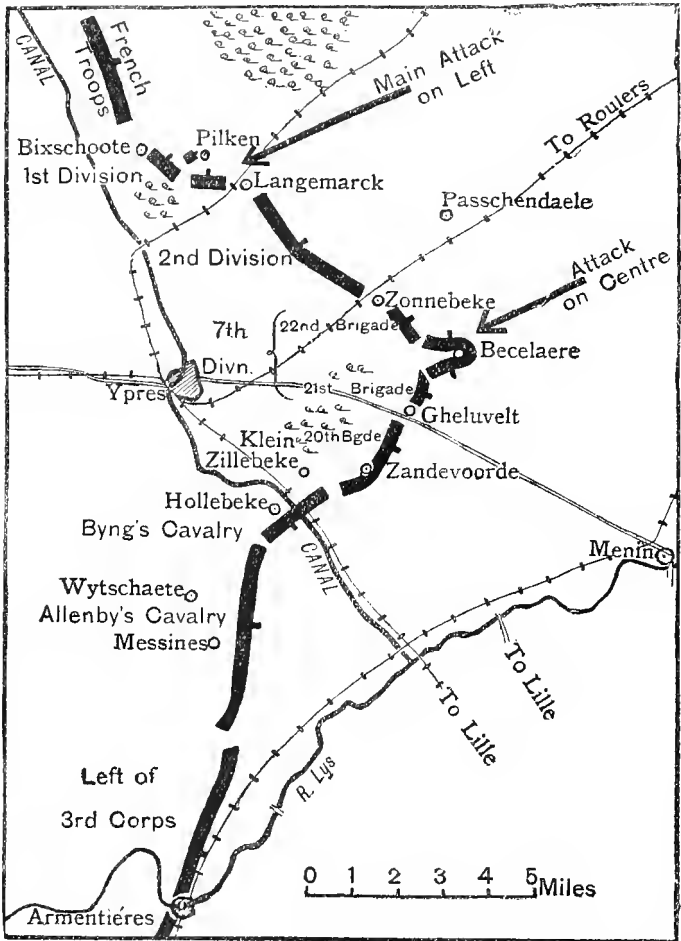 CANAL
French
Troops
Main Attack
on Left
Bixschoote
Pilken
1st Division
Langemarck
To Roulers
Passchendaele
2nd Division
Attack
on Centre
Zonnebeke
7th
Divn.
22nd Brigade
Becelaere
Ypres
21st Brigade
Gheluvelt
Klein
Zillebeke
20th Bgde
Zandevoorde
Hollebeke
Byng's Cavalry
CANAL
Menin
Wytschaete
Allenby's Cavalry
Messines
To Lille
To Lille
Left of
3rd Corps
R. Lys
0 1 2 3 4 5 Miles
Armentiéres